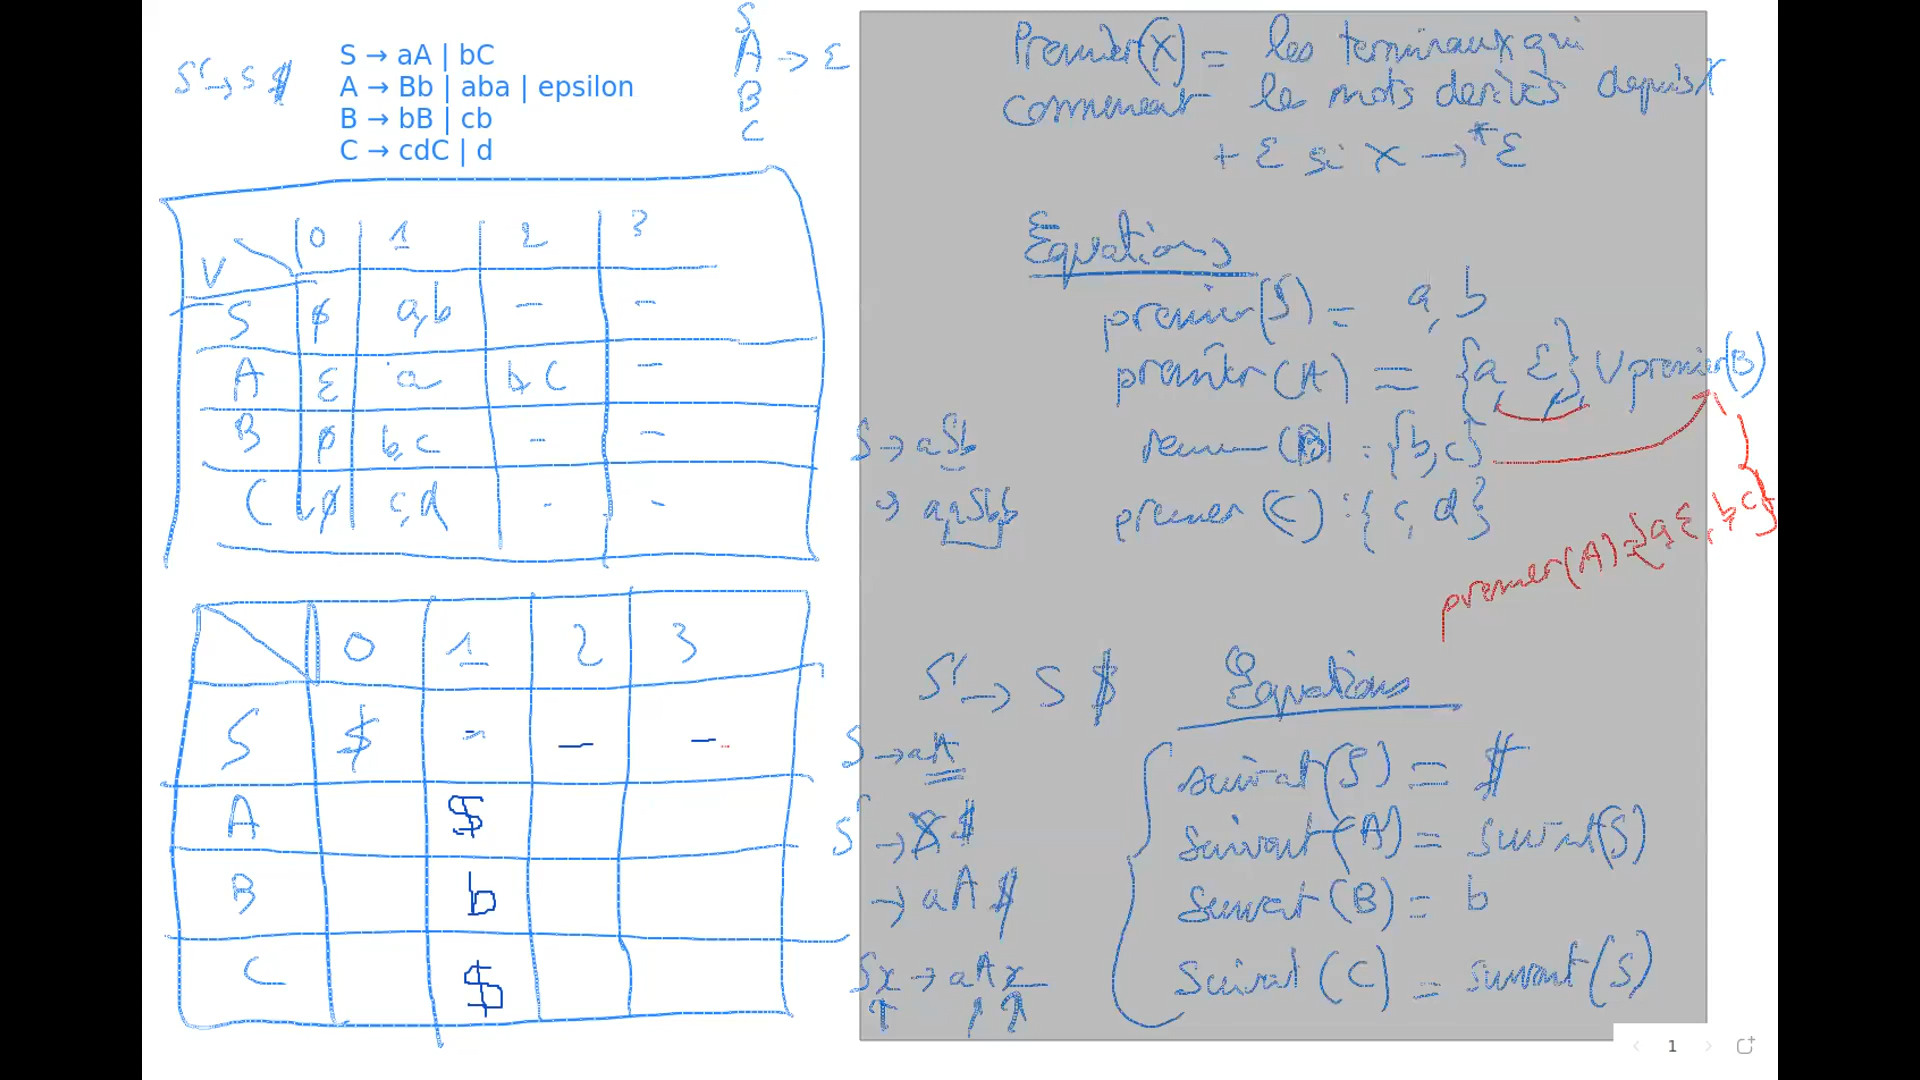 S' → S $
S → aA | bC
A → Bb | aba | epsilon
B → bB | cb
C → cdC | d
S
A → ε
B
C
V 0 1 2 3
S ∅ a,b - -
A ε a b, C -
B ∅ b,c - -
C ∅ c,d - -
0 1 2 3
S $ - - -
A $
B b
C $
Premier(X) = les terminaux qui
commencent les mots dérivés depuis X
+ ε si X →* ε
Equations
premier(S) = a, b
premier(A) = {a, ε} ∪ premier(B)
premier(B) = {b,c}
premier(C) : {c, d}
premier(A) = {a, ε, b, c}
S → aSb
→ aaSbb
S' → S $ Equations
S → aA
S' → S $
→ aA $
Sx → aAx
suivant(S) = $
Suivant(A) = suivant(S)
Suivant(B) = b
Suivant(C) = suivant(S)
1